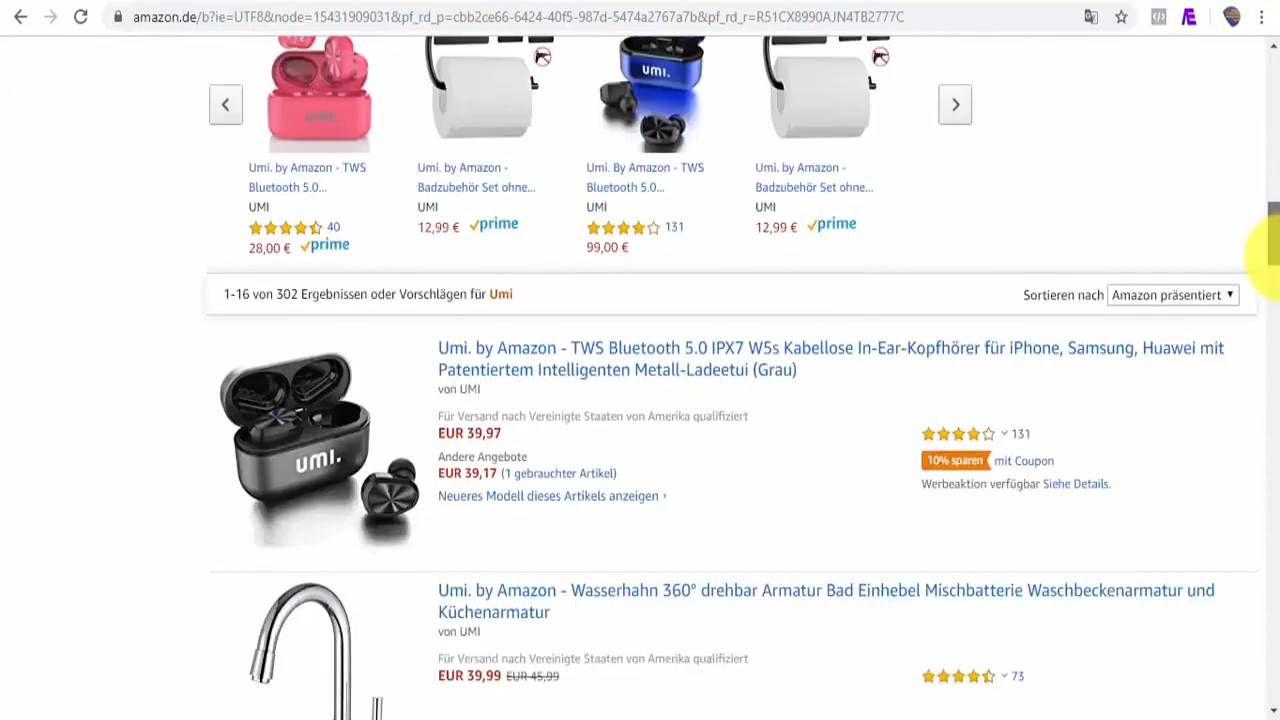 amazon.de/b?ie=UTF8&node=15431909031&pf_rd_p=cbb2ce66-6424-40f5-987d-5474a2767a7b&pf_rd_r=R51CX8990AJN4TB2777C
umi.
umi.
Umi. by Amazon - TWS
Bluetooth 5.0...
UMI
40
28,00 € prime
Umi. by Amazon -
Badzubehör Set ohne...
UMI
12,99 € prime
Umi. By Amazon - TWS
Bluetooth 5.0...
UMI
131
99,00 €
Umi. by Amazon -
Badzubehör Set ohne...
UMI
12,99 € prime
1-16 von 302 Ergebnissen oder Vorschlägen für Umi
Sortieren nach Amazon präsentiert
Umi. by Amazon - TWS Bluetooth 5.0 IPX7 W5s Kabellose In-Ear-Kopfhörer für iPhone, Samsung, Huawei mit
Patentiertem Intelligenten Metall-Ladeetui (Grau)
von UMI
Für Versand nach Vereinigte Staaten von Amerika qualifiziert
EUR 39,97
Andere Angebote
EUR 39,17 (1 gebrauchter Artikel)
Neueres Modell dieses Artikels anzeigen ›
131
10% sparen mit Coupon
Werbeaktion verfügbar Siehe Details.
umi.
Umi. by Amazon - Wasserhahn 360° drehbar Armatur Bad Einhebel Mischbatterie Waschbeckenarmatur und
Küchenarmatur
von UMI
Für Versand nach Vereinigte Staaten von Amerika qualifiziert
EUR 39,99 EUR 45,99
73